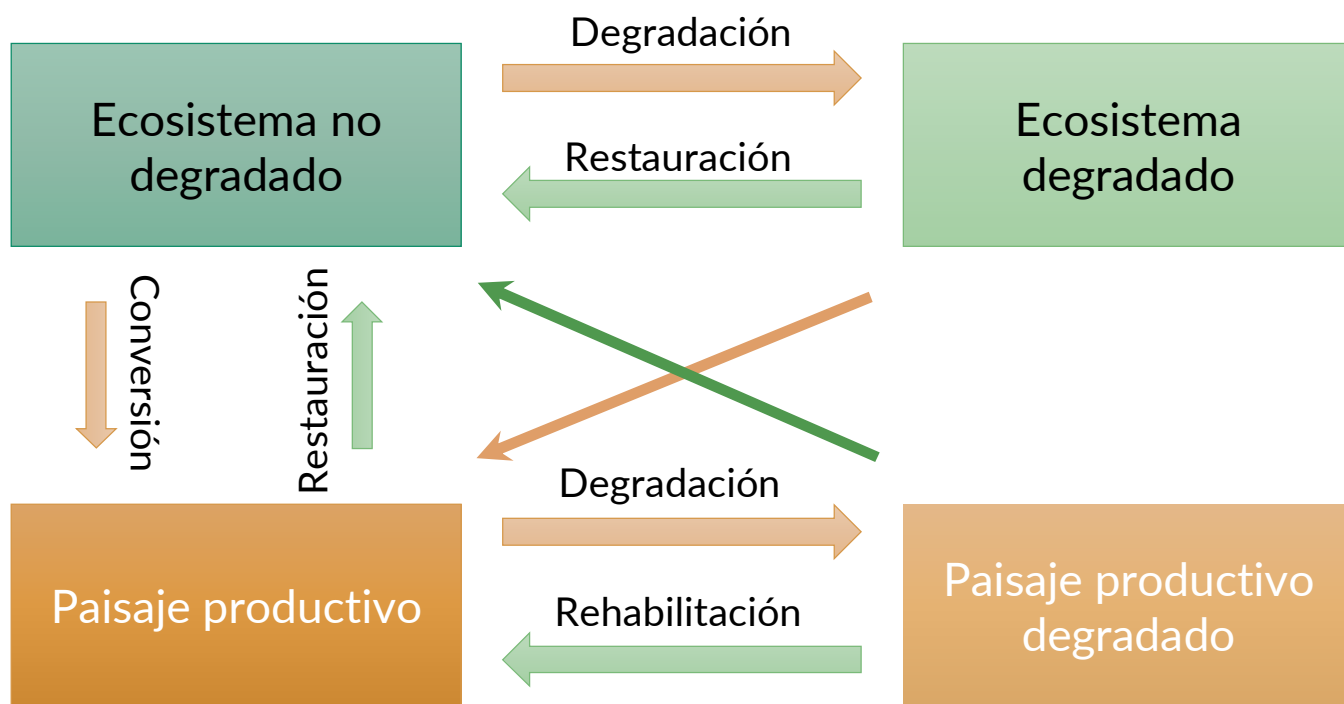 Degradación
Ecosistema no
degradado
Ecosistema
degradado
Restauración
Conversión
Restauración
Degradación
Paisaje productivo
Paisaje productivo
degradado
Rehabilitación